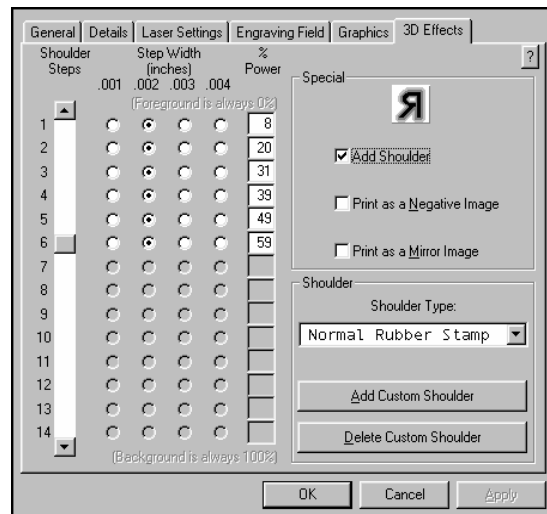 General Details Laser Settings Engraving Field Graphics 3D Effects
Shoulder Steps
Step Width (inches)
% Power
.001 .002 .003 .004
(Foreground is always 0%)
1 8
2 20
3 31
4 39
5 49
6 59
7
8
9
10
11
12
13
14
(Background is always 100%)
?
Special
Я
Add Shoulder
Print as a Negative Image
Print as a Mirror Image
Shoulder
Shoulder Type:
Normal Rubber Stamp
Add Custom Shoulder
Delete Custom Shoulder
OK Cancel Apply